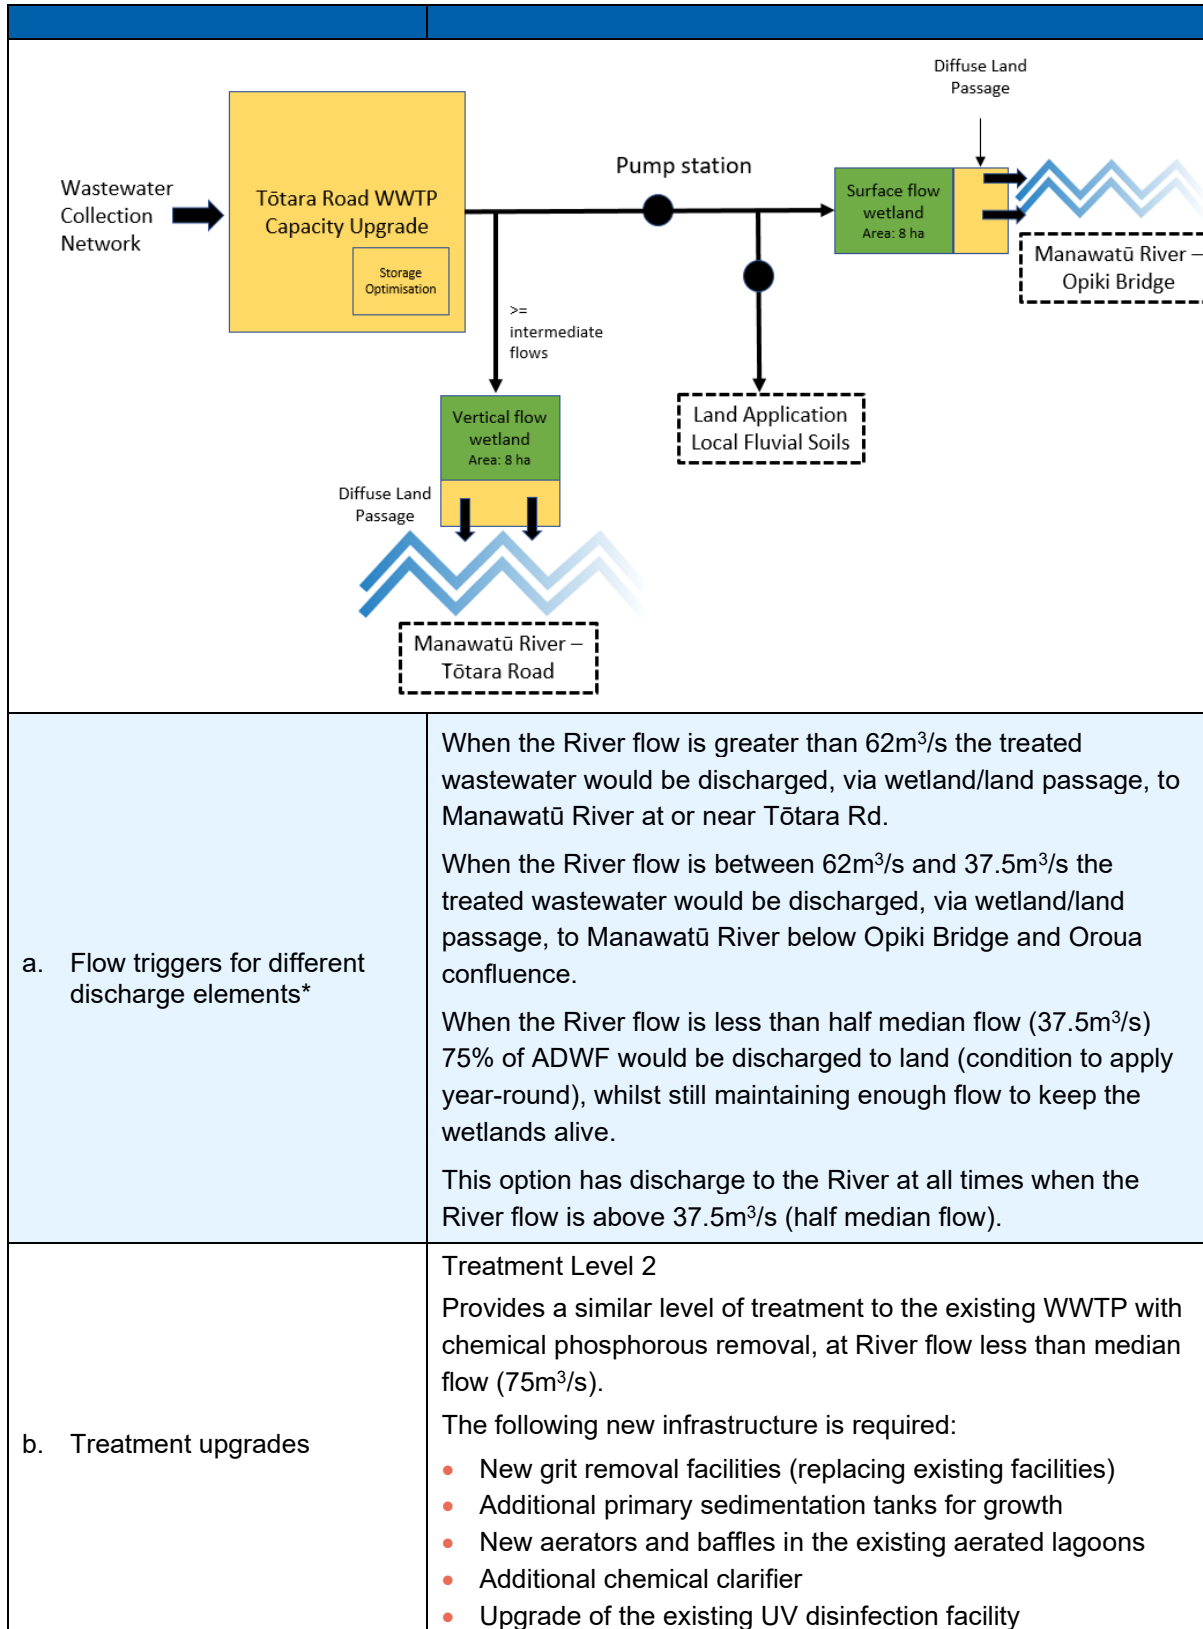 Diffuse Land
Passage
Pump station
Wastewater
Collection
Network
Tōtara Road WWTP
Capacity Upgrade
Storage
Optimisation
Surface flow
wetland
Area: 8 ha
Manawatū River –
Opiki Bridge
>=
intermediate
flows
Vertical flow
wetland
Area: 8 ha
Land Application
Local Fluvial Soils
Diffuse Land
Passage
Manawatū River –
Tōtara Road
a. Flow triggers for different
discharge elements*
When the River flow is greater than 62m³/s the treated
wastewater would be discharged, via wetland/land passage, to
Manawatū River at or near Tōtara Rd.
When the River flow is between 62m³/s and 37.5m³/s the
treated wastewater would be discharged, via wetland/land
passage, to Manawatū River below Opiki Bridge and Oroua
confluence.
When the River flow is less than half median flow (37.5m³/s)
75% of ADWF would be discharged to land (condition to apply
year-round), whilst still maintaining enough flow to keep the
wetlands alive.
This option has discharge to the River at all times when the
River flow is above 37.5m³/s (half median flow).
b. Treatment upgrades
Treatment Level 2
Provides a similar level of treatment to the existing WWTP with
chemical phosphorous removal, at River flow less than median
flow (75m³/s).
The following new infrastructure is required:
• New grit removal facilities (replacing existing facilities)
• Additional primary sedimentation tanks for growth
• New aerators and baffles in the existing aerated lagoons
• Additional chemical clarifier
• Upgrade of the existing UV disinfection facility